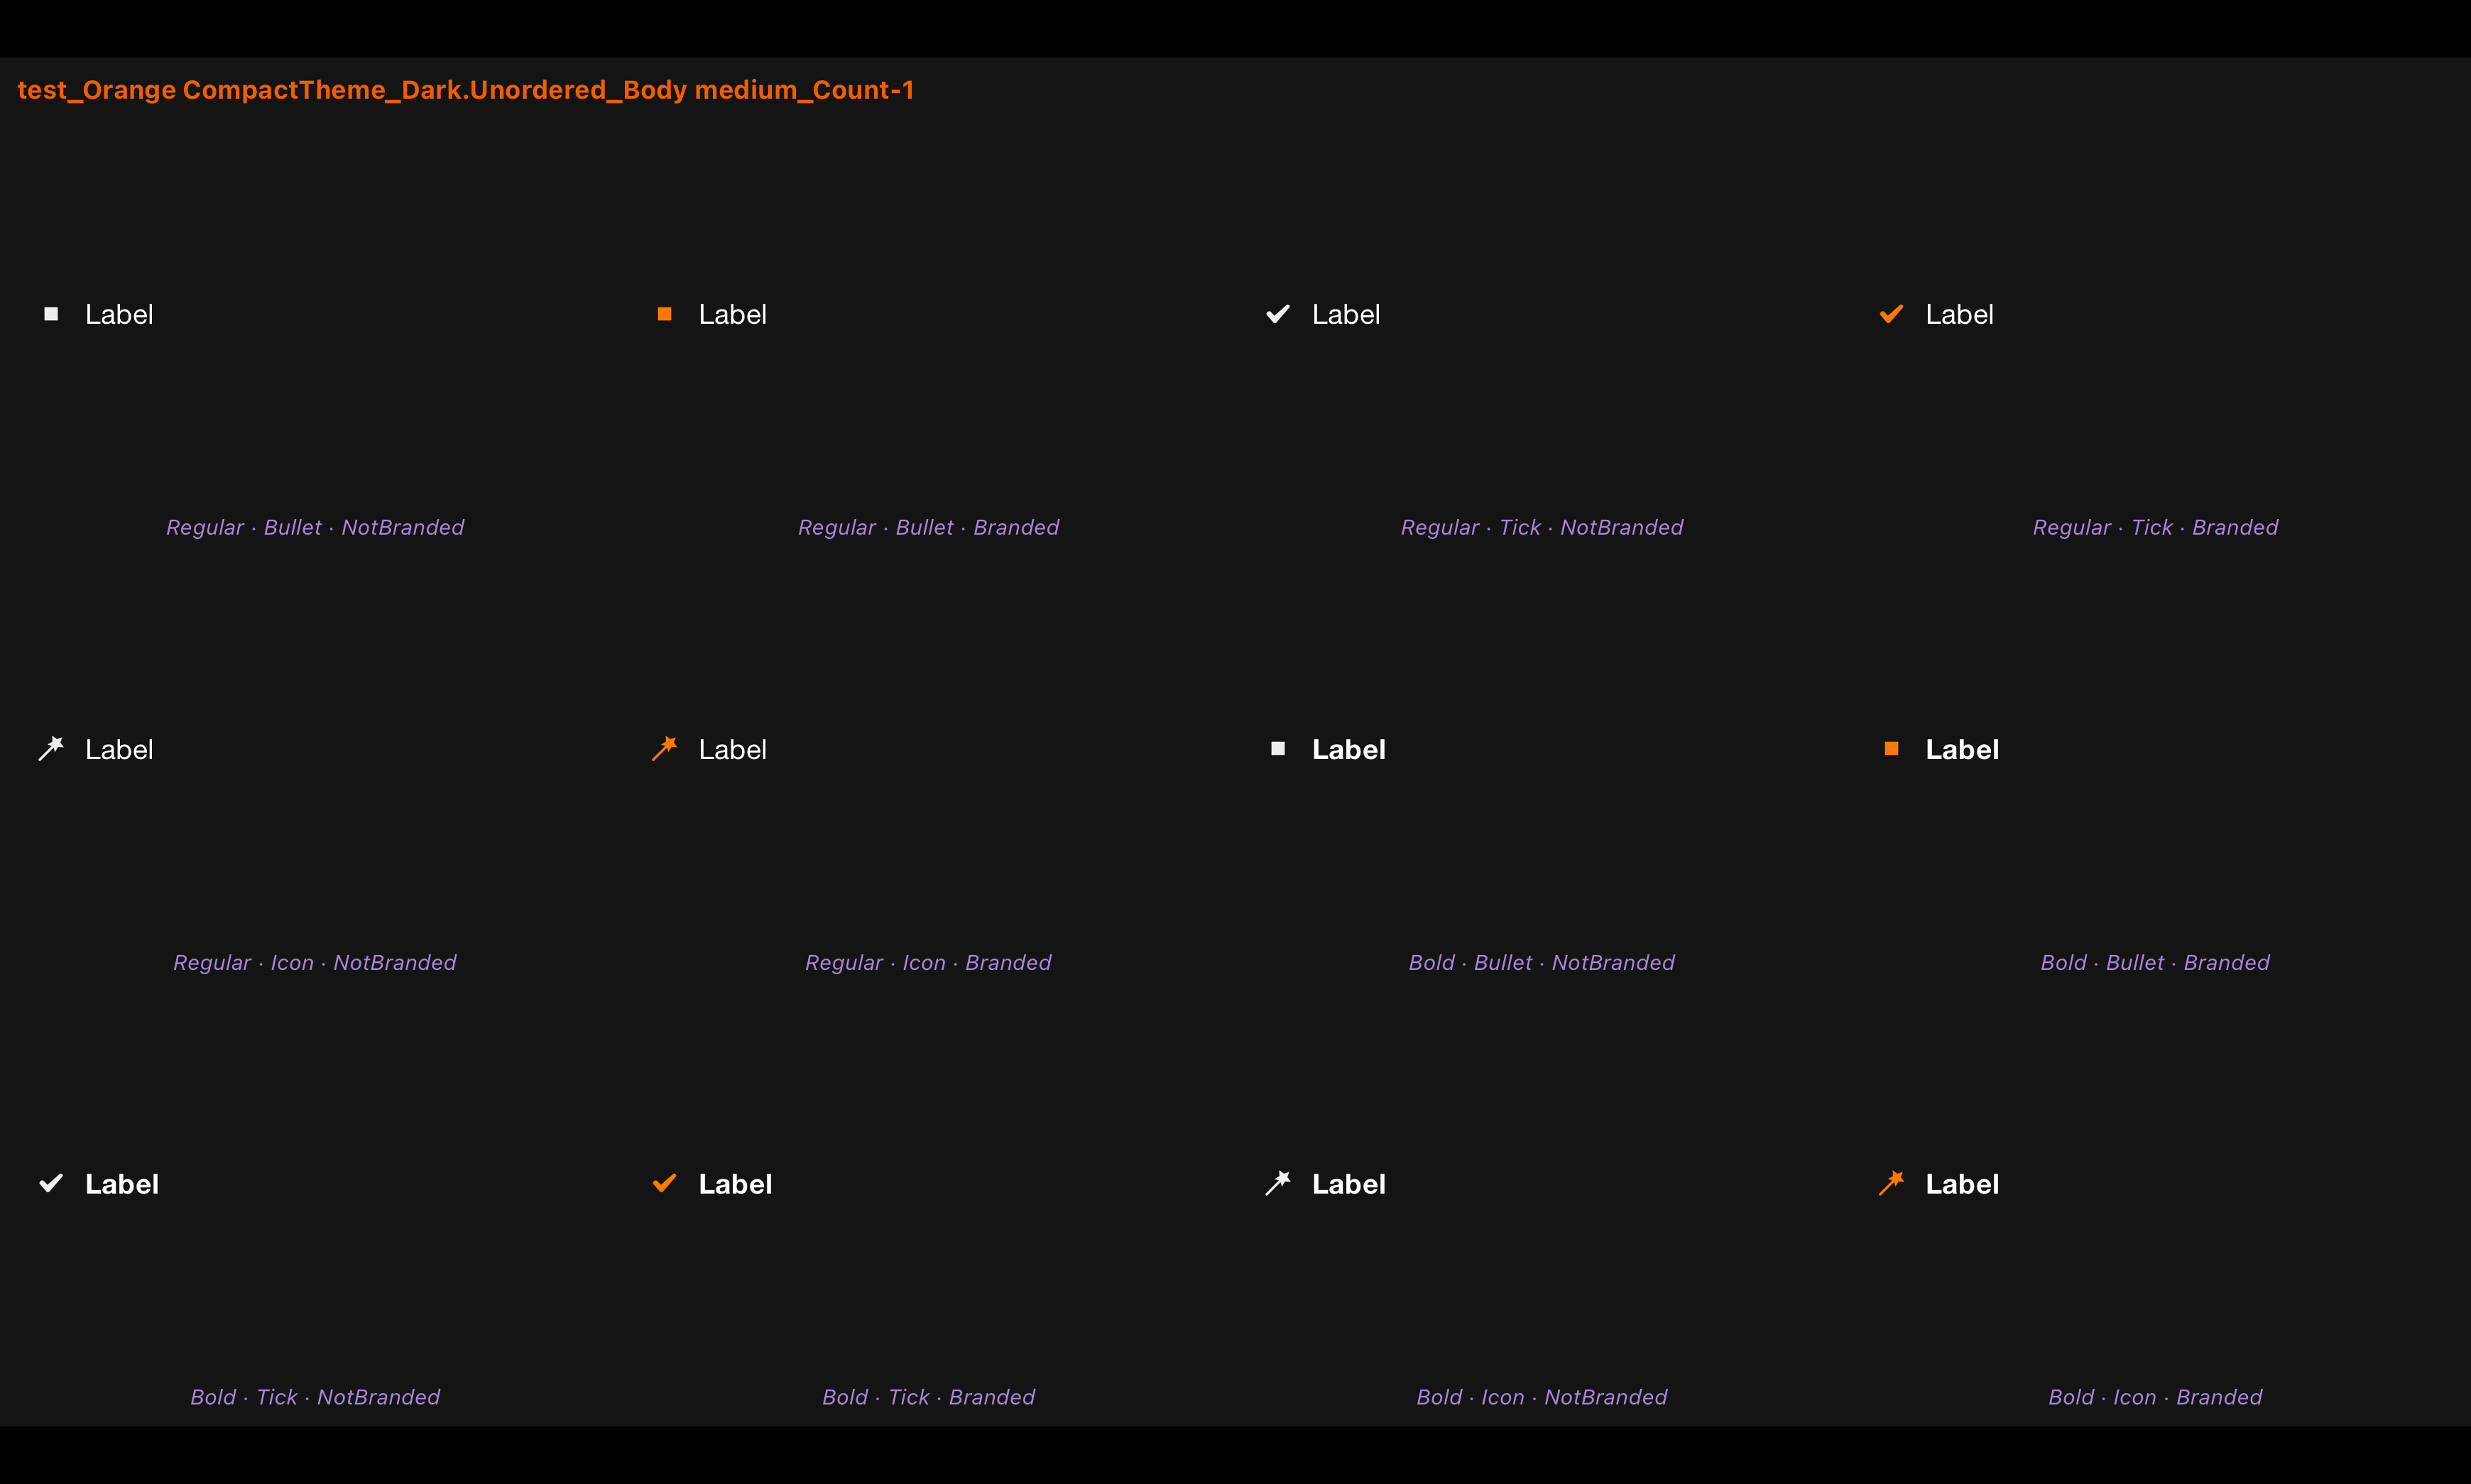 test_Orange CompactTheme_Dark.Unordered_Body medium_Count-1
Label
Label
Label
Label
Regular · Bullet · NotBranded
Regular · Bullet · Branded
Regular · Tick · NotBranded
Regular · Tick · Branded
Label
Label
Label
Label
Regular · Icon · NotBranded
Regular · Icon · Branded
Bold · Bullet · NotBranded
Bold · Bullet · Branded
Label
Label
Label
Label
Bold · Tick · NotBranded
Bold · Tick · Branded
Bold · Icon · NotBranded
Bold · Icon · Branded